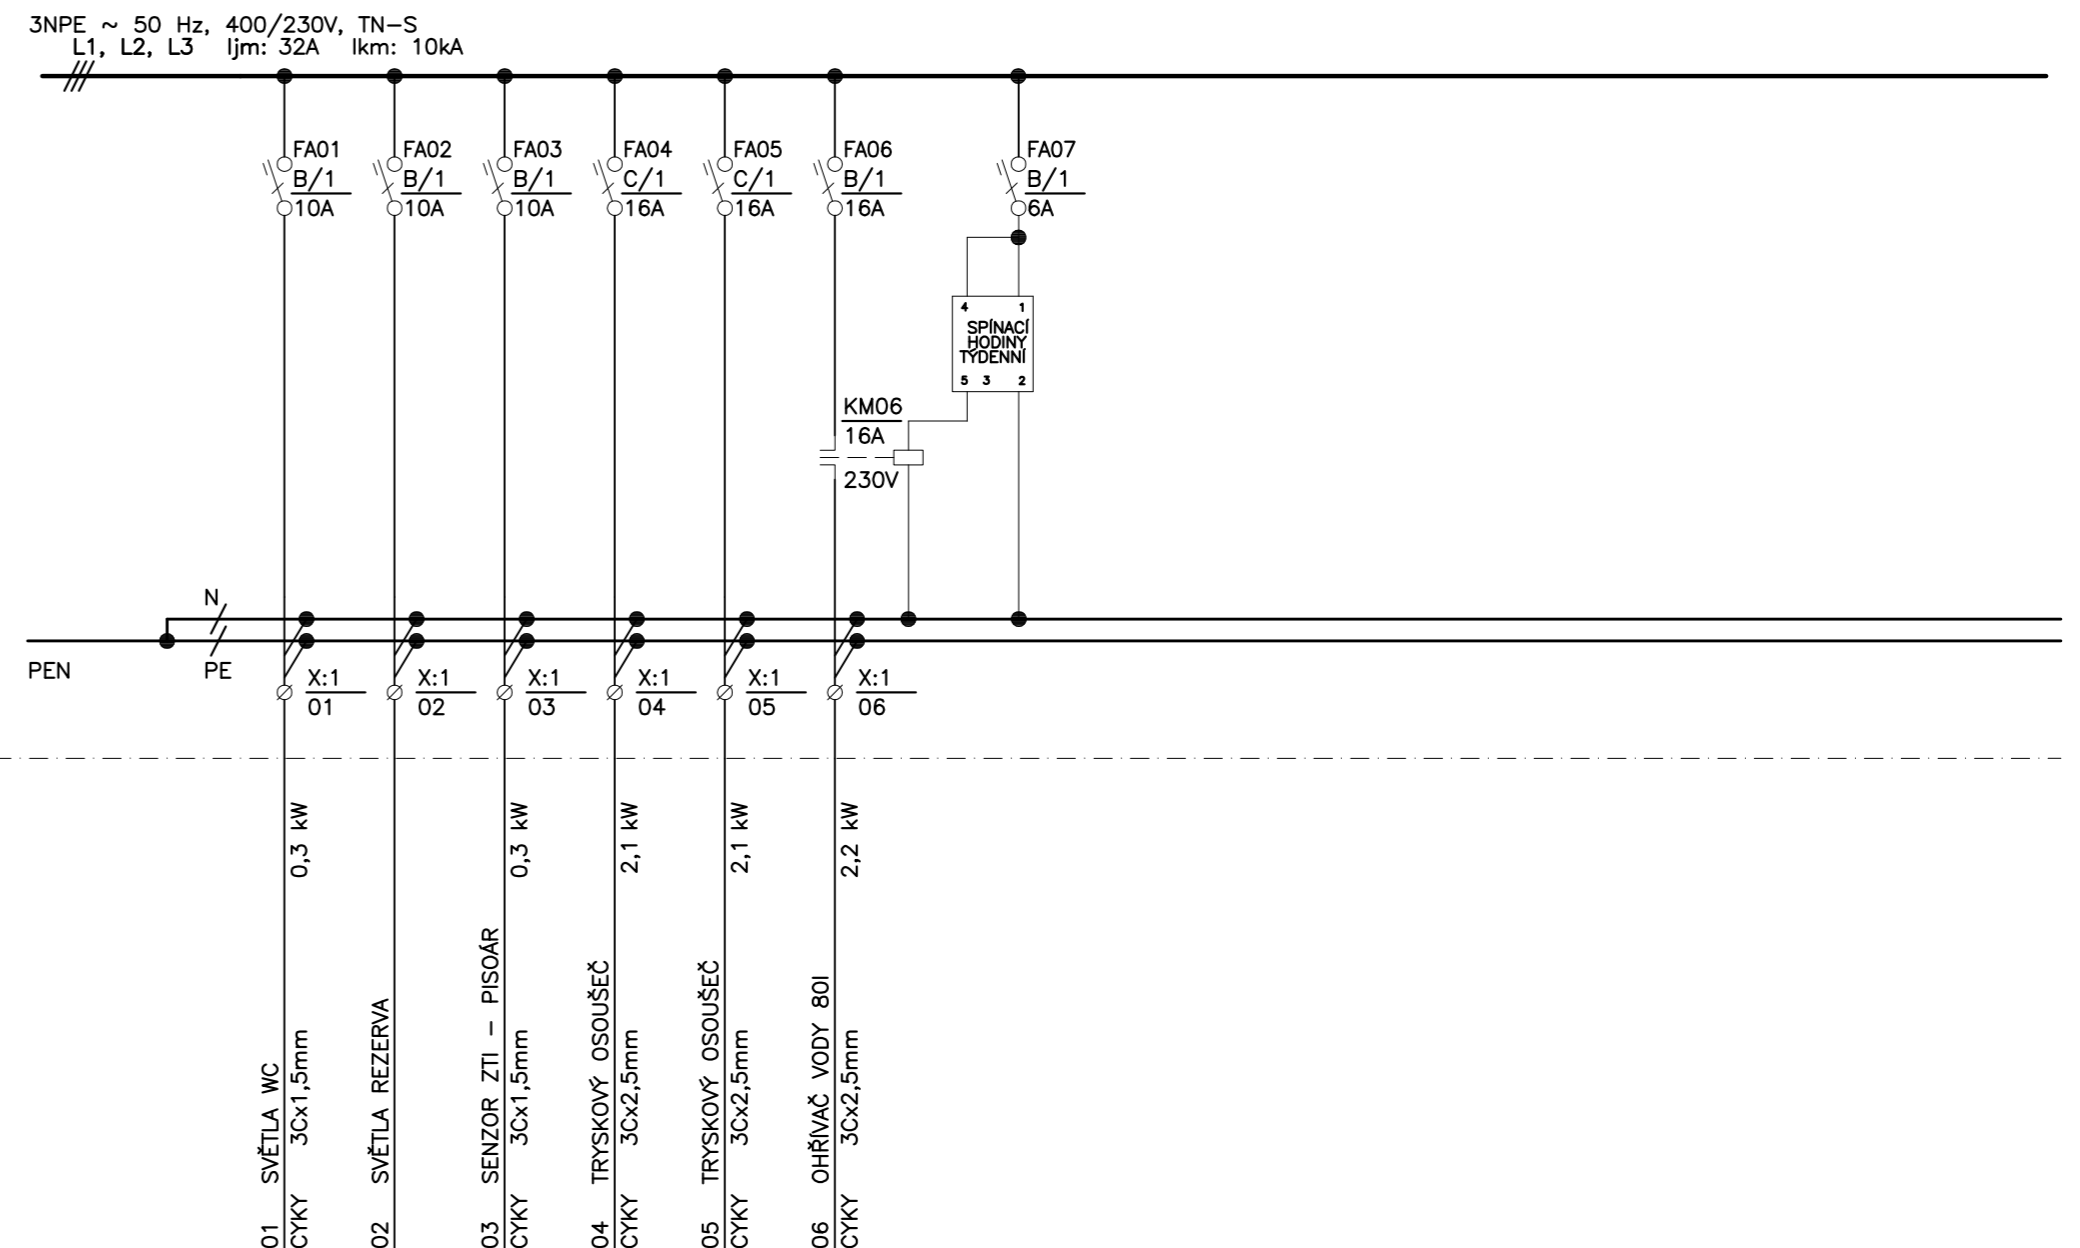 3NPE ~ 50 Hz, 400/230V, TN-S
L1, L2, L3 Ijm: 32A Ikm: 10kA
FA01
B/1
10A
FA02
B/1
10A
FA03
B/1
10A
FA04
C/1
16A
FA05
C/1
16A
FA06
B/1
16A
FA07
B/1
6A
4 1
SPÍNACÍ
HODINY
TÝDENNÍ
5 3 2
KM06
16A
230V
N
PEN
PE
X:1
01
X:1
02
X:1
03
X:1
04
X:1
05
X:1
06
01 SVĚTLA WC
CYKY 3Cx1,5mm 0,3 kW
02 SVĚTLA REZERVA
03 SENZOR ZTI - PISOÁR
CYKY 3Cx1,5mm 0,3 kW
04 TRYSKOVÝ OSOUŠEČ
CYKY 3Cx2,5mm 2,1 kW
05 TRYSKOVÝ OSOUŠEČ
CYKY 3Cx2,5mm 2,1 kW
06 OHŘÍVAČ VODY 80l
CYKY 3Cx2,5mm 2,2 kW